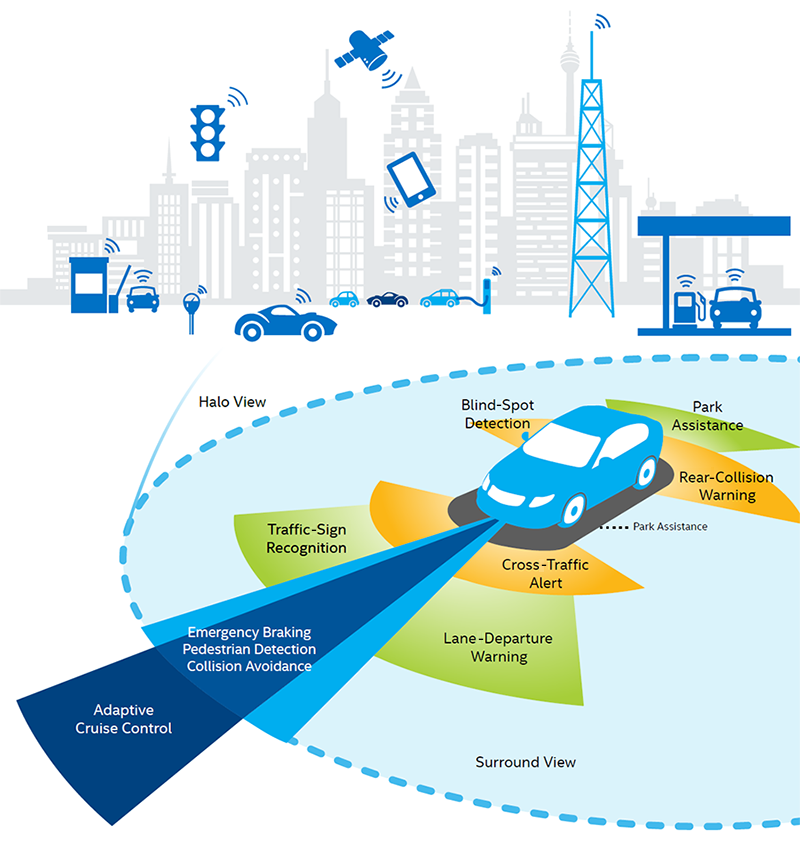 Halo View
Blind-Spot
Detection
Park
Assistance
Rear-Collision
Warning
Traffic-Sign
Recognition
Park Assistance
Cross-Traffic
Alert
Emergency Braking
Pedestrian Detection
Collision Avoidance
Lane-Departure
Warning
Adaptive
Cruise Control
Surround View